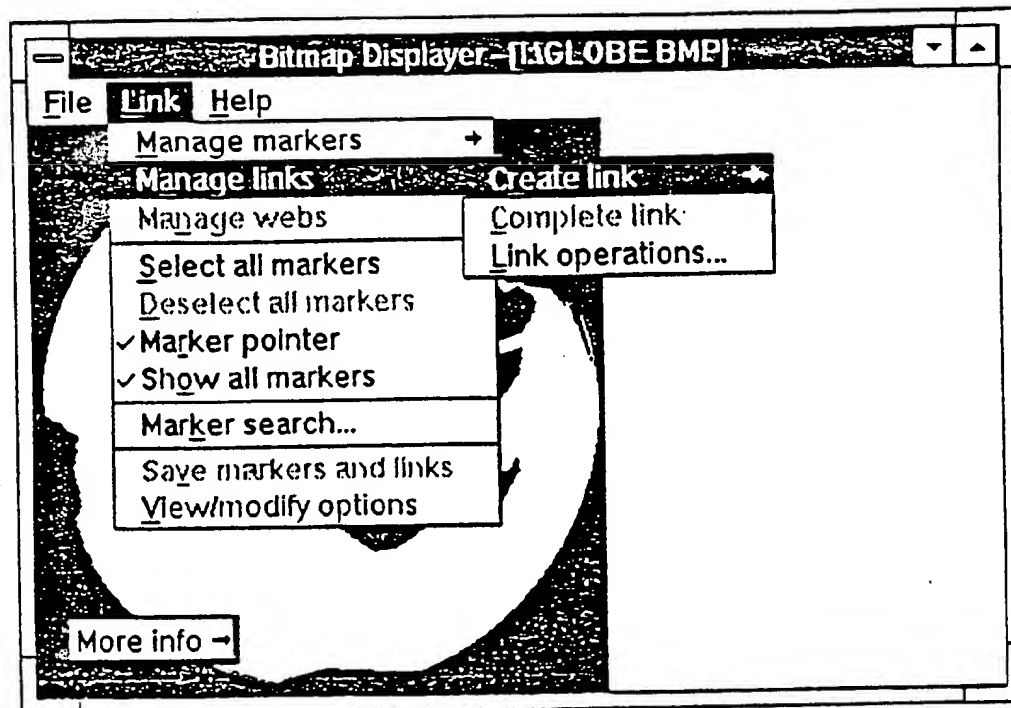 Bitmap Displayer - [GLOBE.BMP]
File Link Help
Manage markers →
Manage links
Manage webs
Select all markers
Deselect all markers
✓ Marker pointer
✓ Show all markers
Marker search...
Save markers and links
View/modify options
Create link →
Complete link
Link operations...
More info →